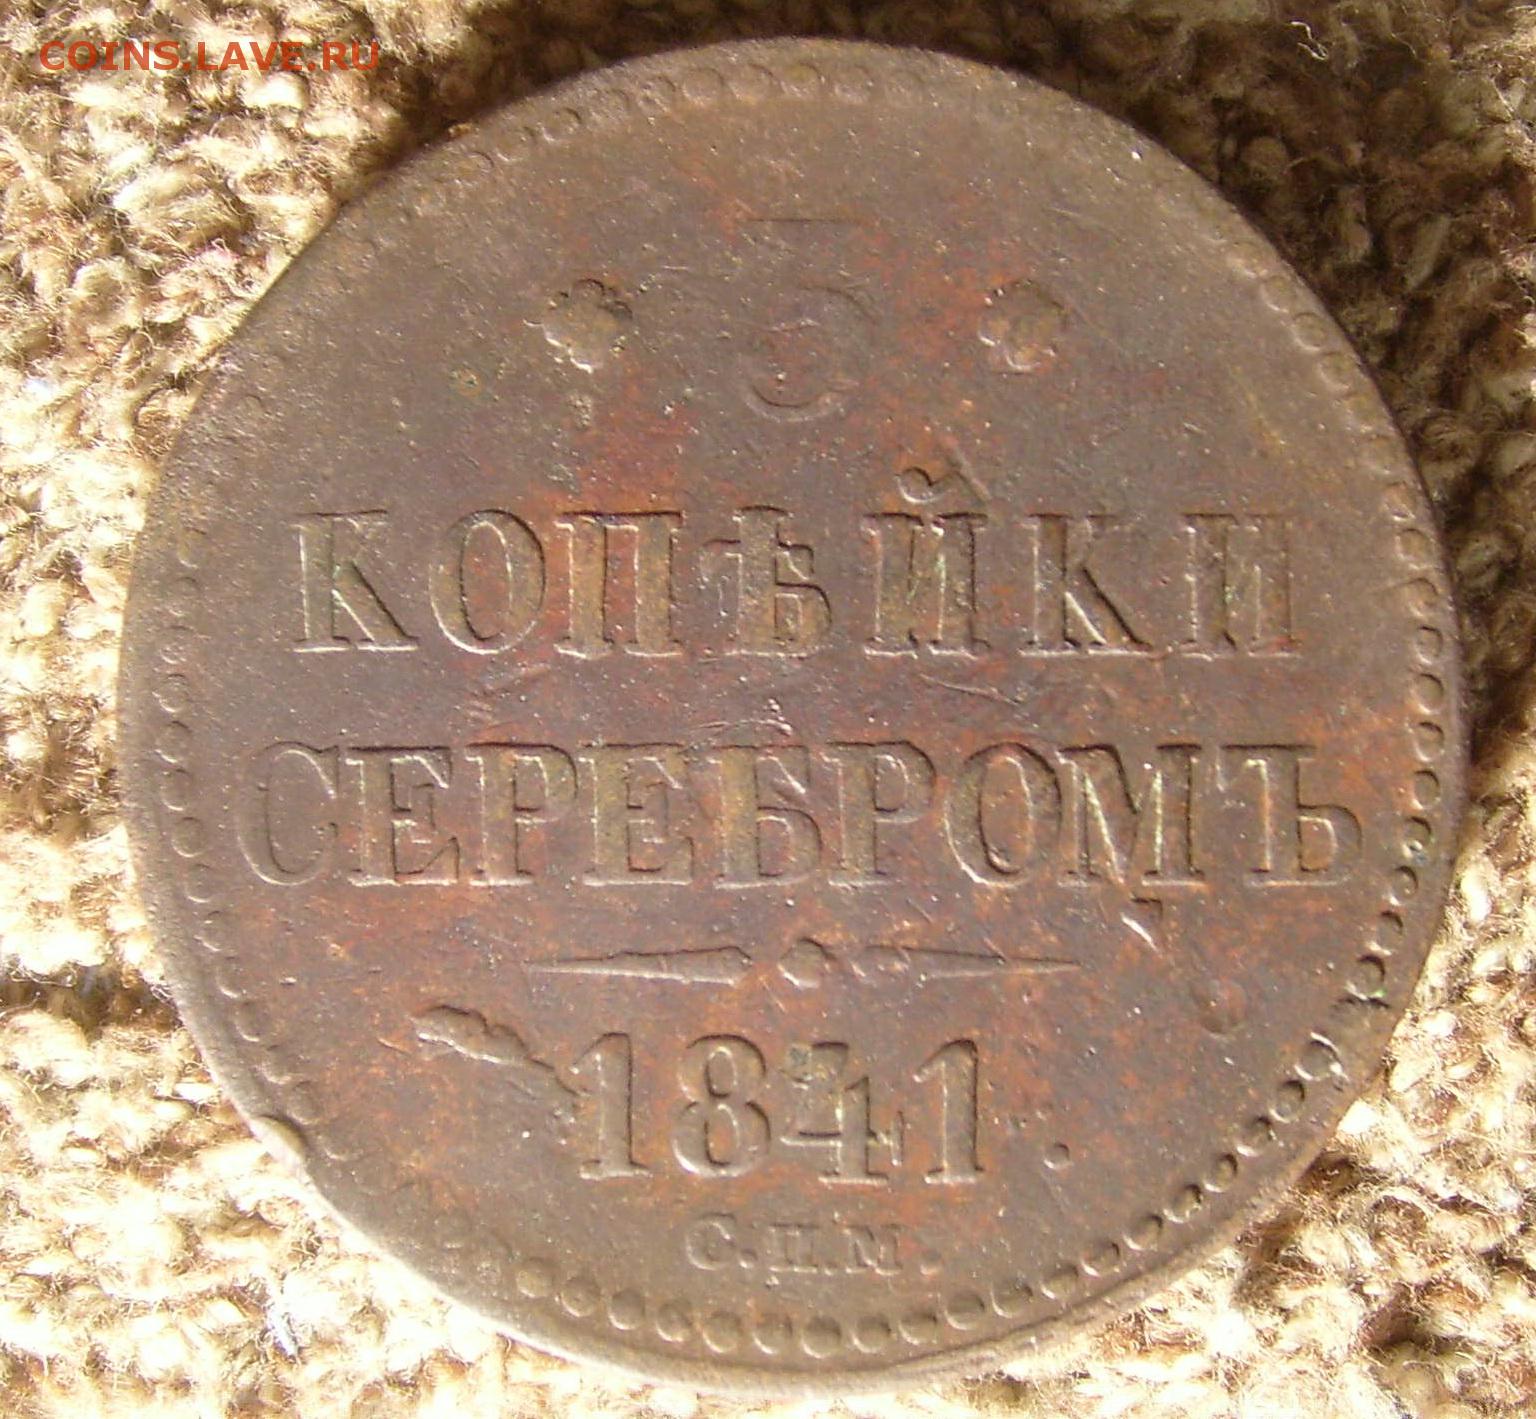 COINS.LAVE.RU
3
КОПѢЙКИ
СЕРЕБРОМЪ
1841.
С.П.М.